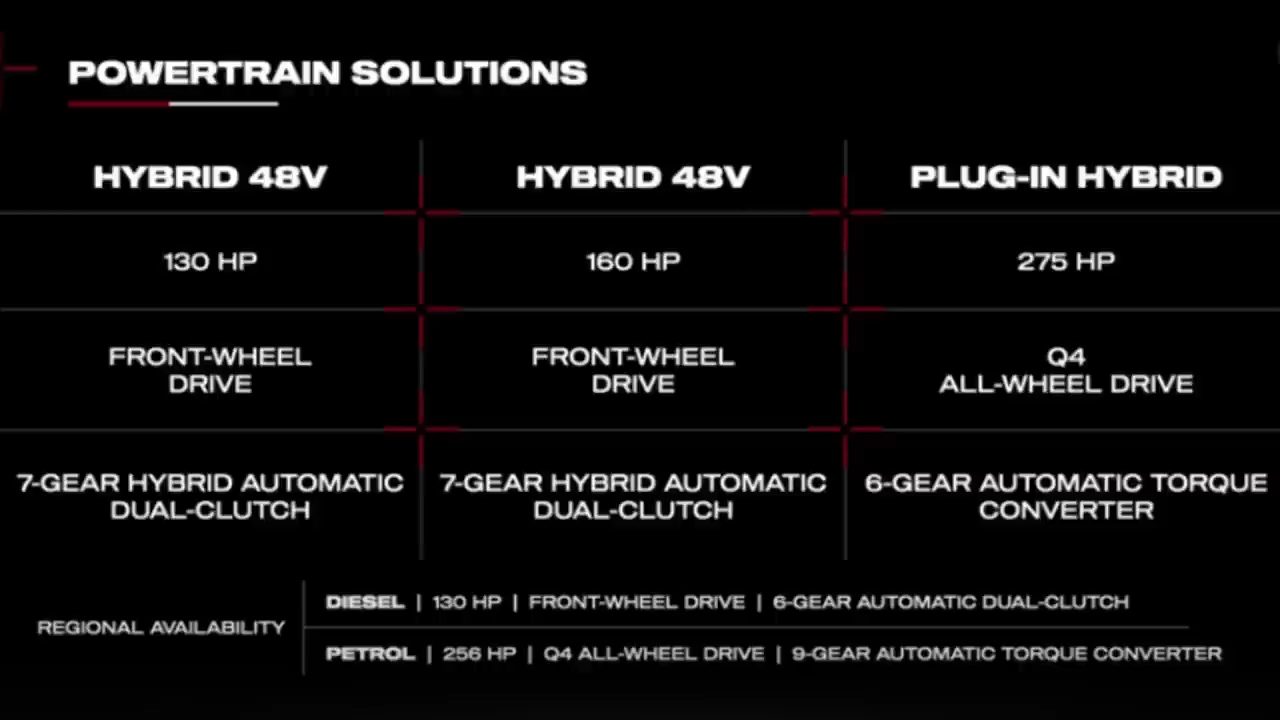 POWERTRAIN SOLUTIONS
HYBRID 48V
HYBRID 48V
PLUG-IN HYBRID
130 HP
160 HP
275 HP
FRONT-WHEEL
DRIVE
FRONT-WHEEL
DRIVE
Q4
ALL-WHEEL DRIVE
7-GEAR HYBRID AUTOMATIC
DUAL-CLUTCH
7-GEAR HYBRID AUTOMATIC
DUAL-CLUTCH
6-GEAR AUTOMATIC TORQUE
CONVERTER
REGIONAL AVAILABILITY
DIESEL | 130 HP | FRONT-WHEEL DRIVE | 6-GEAR AUTOMATIC DUAL-CLUTCH
PETROL | 256 HP | Q4 ALL-WHEEL DRIVE | 9-GEAR AUTOMATIC TORQUE CONVERTER